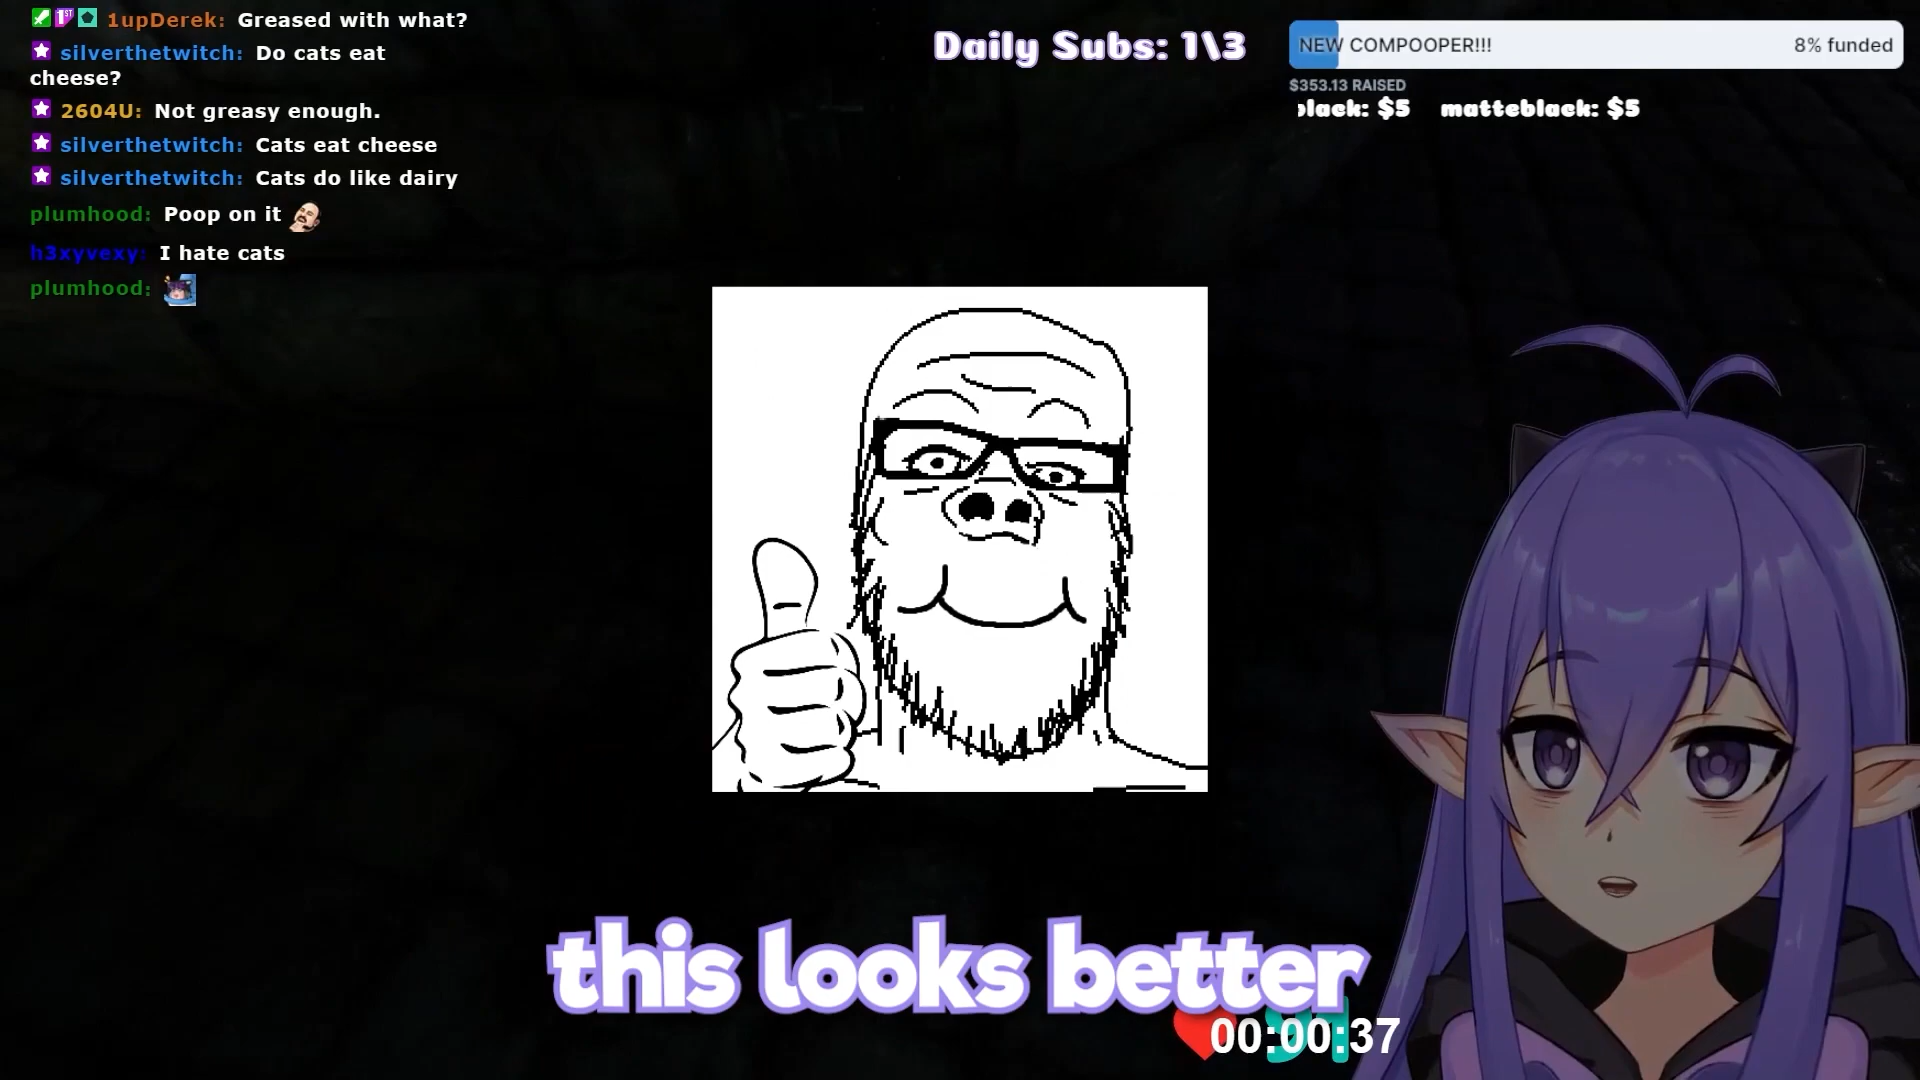 1upDerek: Greased with what?
silverthetwitch: Do cats eat
cheese?
2604U: Not greasy enough.
silverthetwitch: Cats eat cheese
silverthetwitch: Cats do like dairy
plumhood: Poop on it
h3xyvexy: I hate cats
plumhood:
Daily Subs: 1\3
NEW COMPOOPER!!! 8% funded
$353.13 RAISED
black: $5 matteblack: $5
this looks better
00:00:37